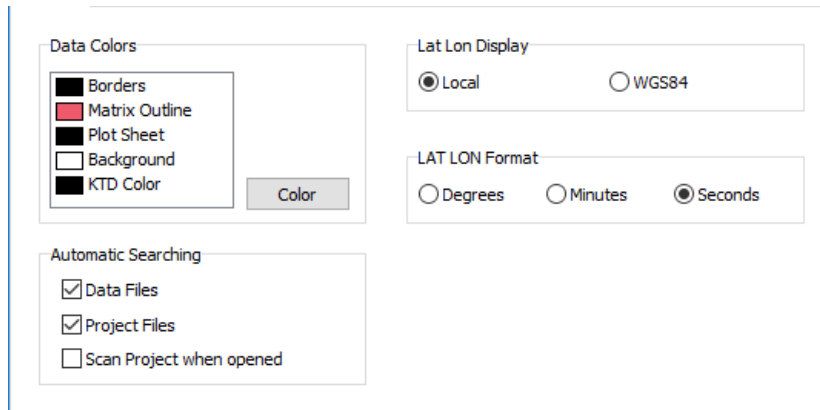 Data Colors
Borders
Matrix Outline
Plot Sheet
Background
KTD Color
Color
Lat Lon Display
Local
WGS84
LAT LON Format
Degrees
Minutes
Seconds
Automatic Searching
Data Files
Project Files
Scan Project when opened